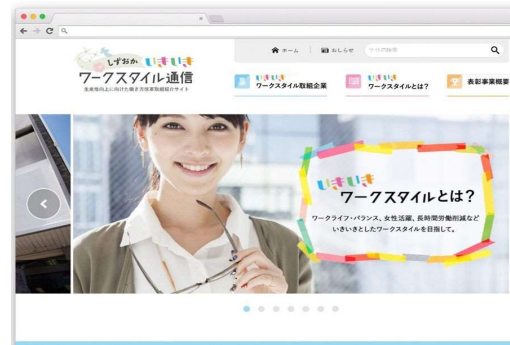 ホーム
おしらせ
サイト内検索
しずおか いきいき
ワークスタイル通信
生産性向上に向けた働き方改革取組紹介サイト
いきいき
ワークスタイル取組企業
いきいき
ワークスタイルとは?
表彰事業概要
いきいき
ワークスタイルとは?
ワークライフ・バランス、女性活躍、長時間労働削減など
いきいきとしたワークスタイルを目指して。